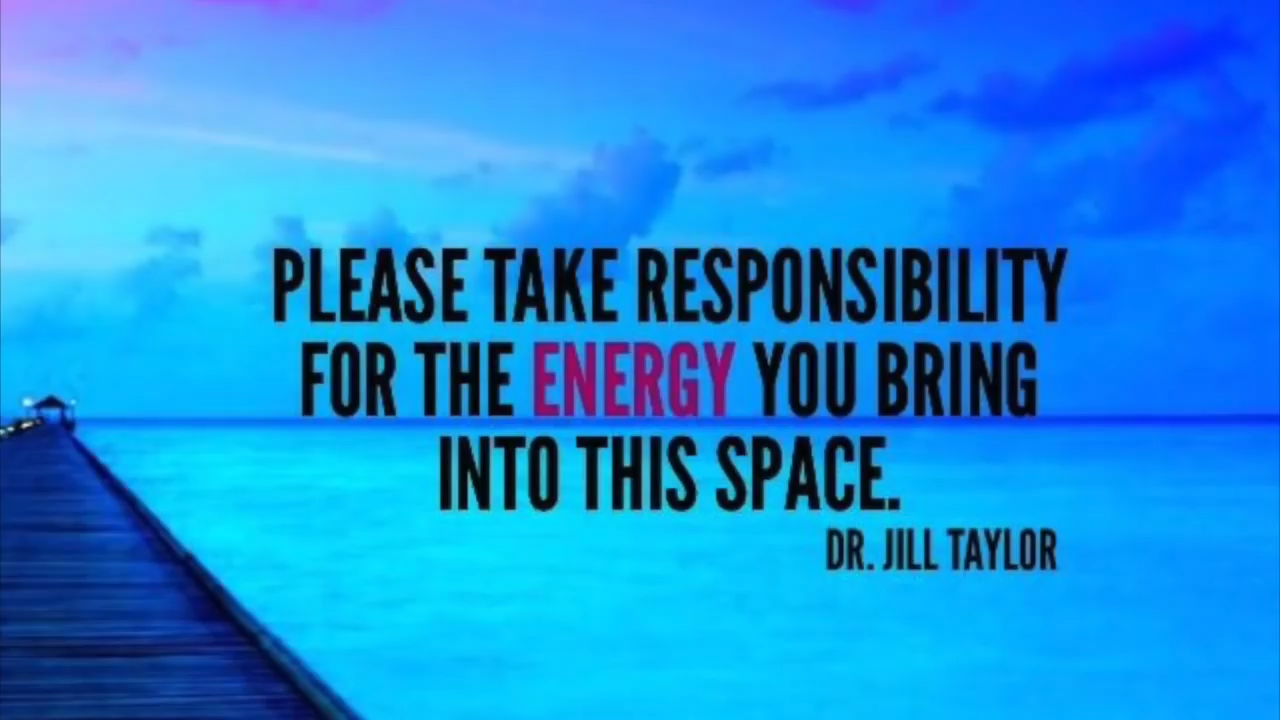 PLEASE TAKE RESPONSIBILITY
FOR THE ENERGY YOU BRING
INTO THIS SPACE.
DR. JILL TAYLOR